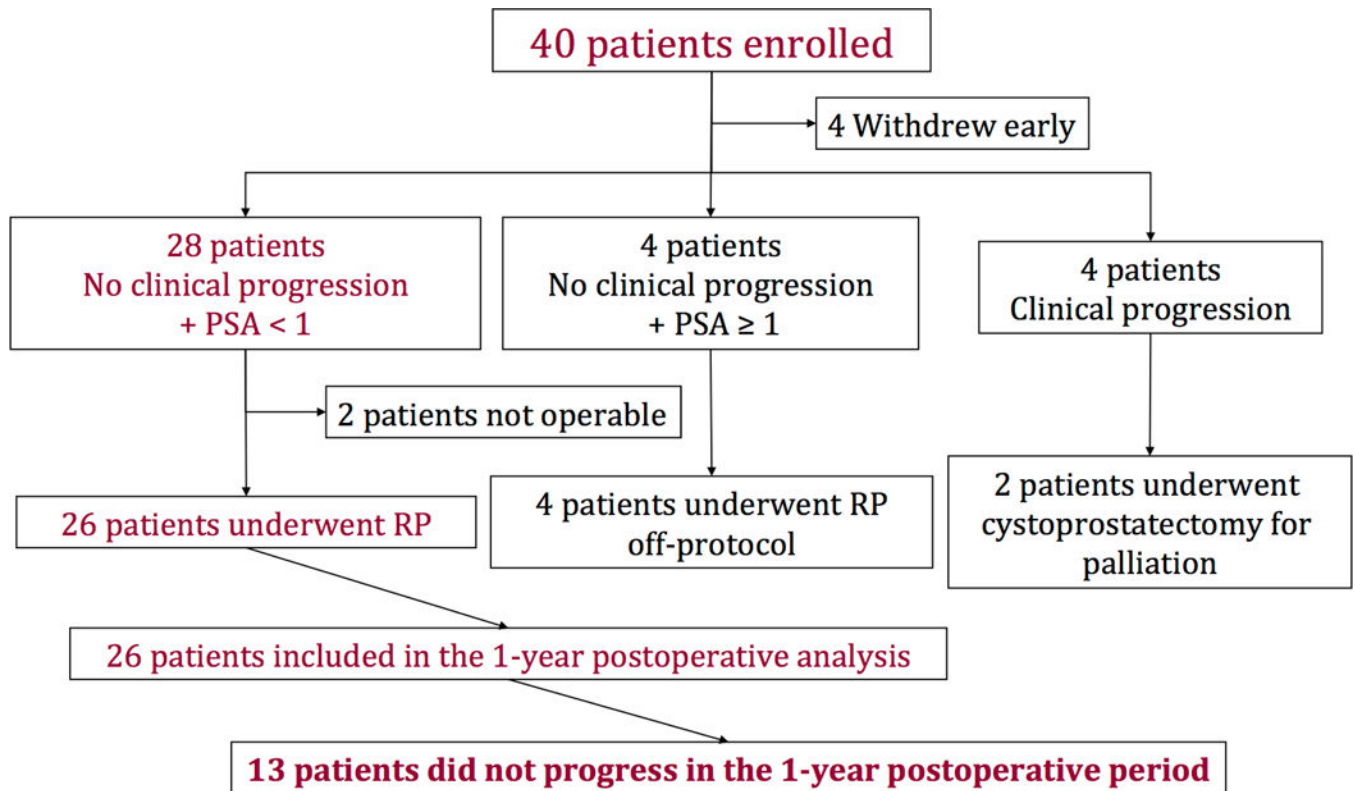 40 patients enrolled
4 Withdrew early
28 patients
No clinical progression
+ PSA < 1
4 patients
No clinical progression
+ PSA ≥ 1
4 patients
Clinical progression
2 patients not operable
26 patients underwent RP
4 patients underwent RP
off-protocol
2 patients underwent
cystoprostatectomy for
palliation
26 patients included in the 1-year postoperative analysis
13 patients did not progress in the 1-year postoperative period